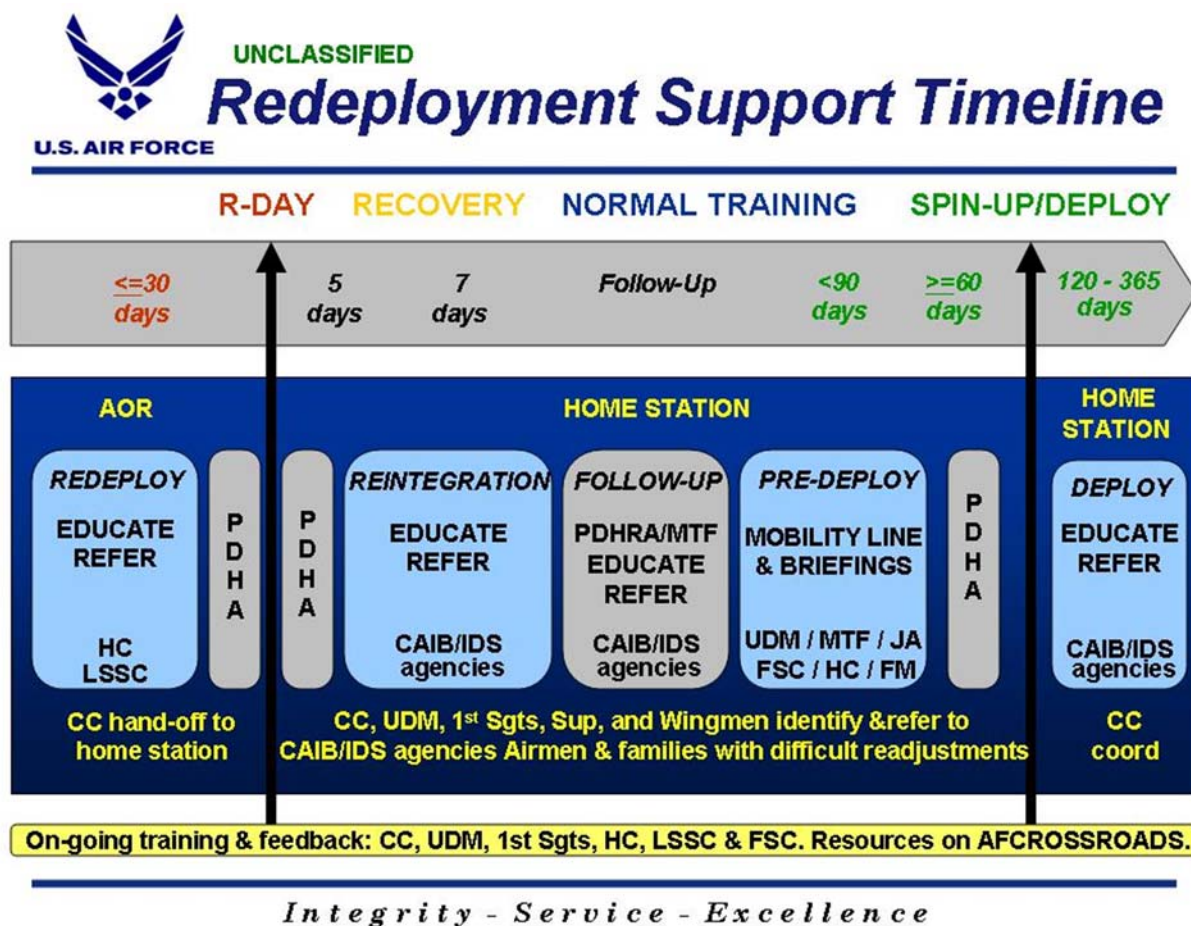 UNCLASSIFIED
Redeployment Support Timeline
U.S. AIR FORCE
R-DAY RECOVERY NORMAL TRAINING SPIN-UP/DEPLOY
<=30
days
5
days
7
days
Follow-Up
<90
days
>=60
days
120 - 365
days
AOR
HOME STATION
HOME
STATION
REDEPLOY
EDUCATE
REFER
HC
LSSC
P
D
H
A
P
D
H
A
REINTEGRATION
EDUCATE
REFER
CAIB/IDS
agencies
FOLLOW-UP
PDHRA/MTF
EDUCATE
REFER
CAIB/IDS
agencies
PRE-DEPLOY
MOBILITY LINE
& BRIEFINGS
UDM / MTF / JA
FSC / HC / FM
P
D
H
A
DEPLOY
EDUCATE
REFER
CAIB/IDS
agencies
CC hand-off to
home station
CC, UDM, 1st Sgts, Sup, and Wingmen identify &refer to
CAIB/IDS agencies Airmen & families with difficult readjustments
CC
coord
On-going training & feedback: CC, UDM, 1st Sgts, HC, LSSC & FSC. Resources on AFCROSSROADS.
Integrity - Service - Excellence